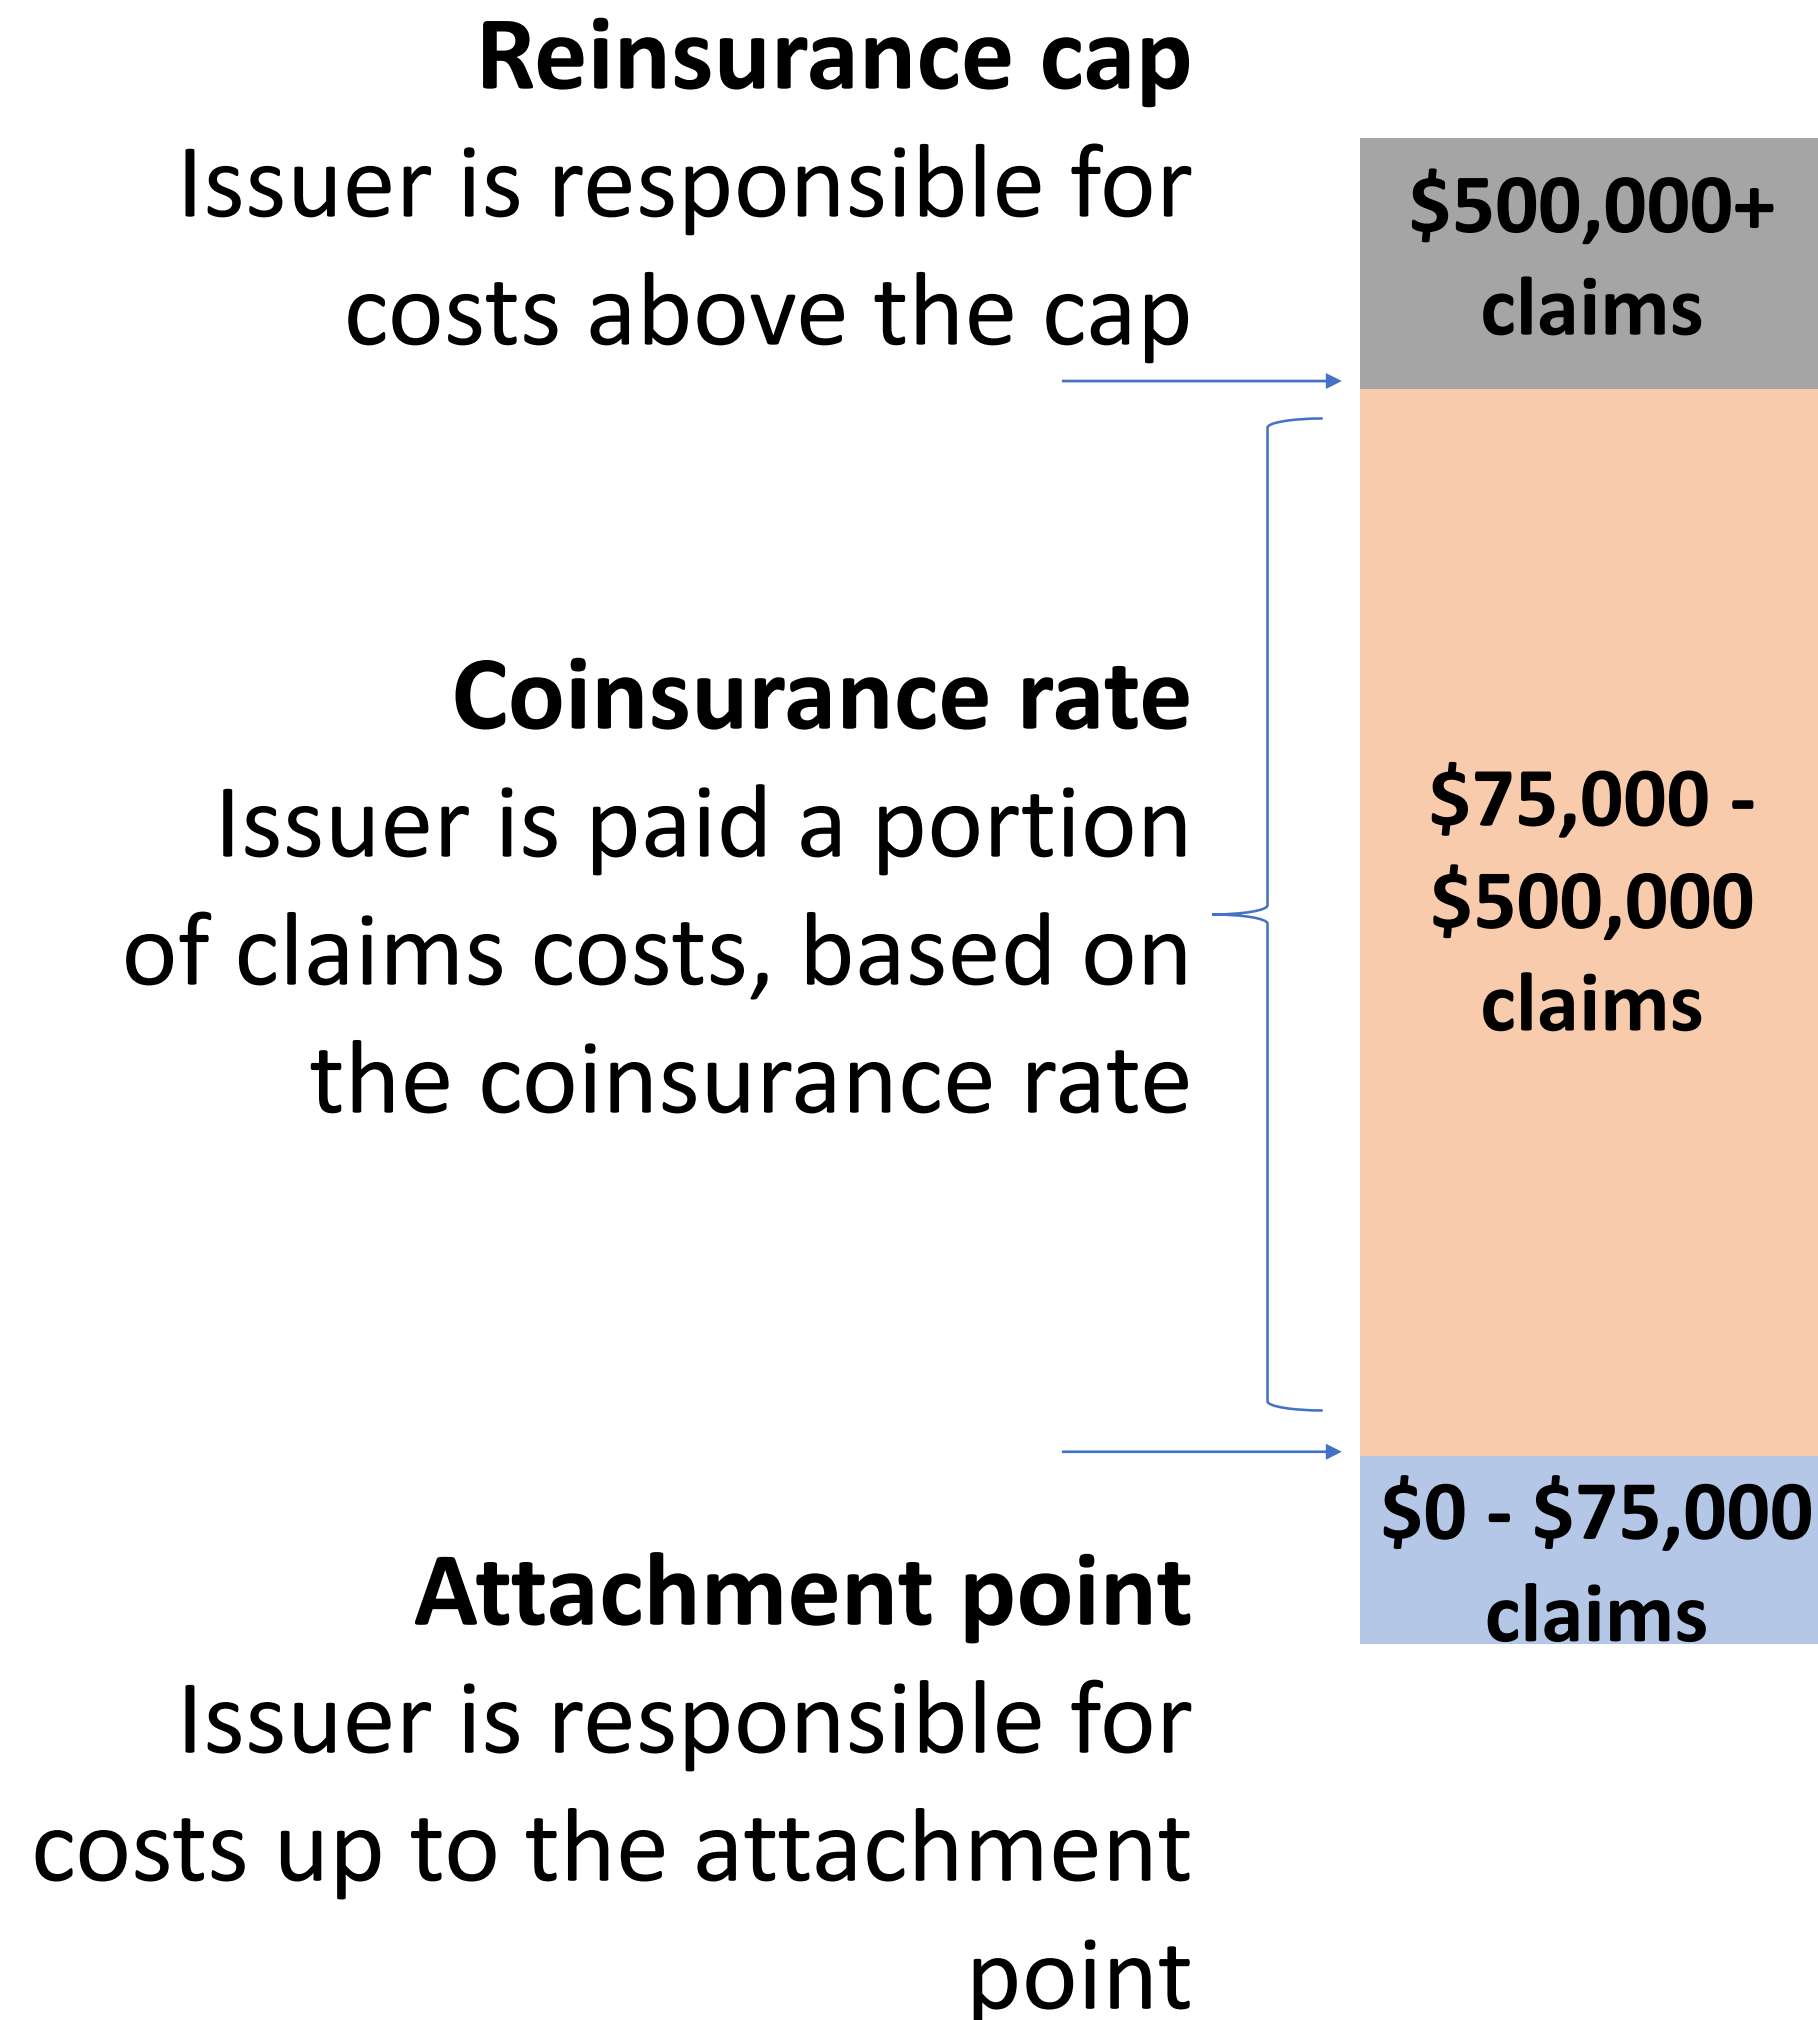 Reinsurance cap
Issuer is responsible for
costs above the cap
$500,000+
claims
Coinsurance rate
Issuer is paid a portion
of claims costs, based on
the coinsurance rate
$75,000 -
$500,000
claims
$0 - $75,000
claims
Attachment point
Issuer is responsible for
costs up to the attachment
point